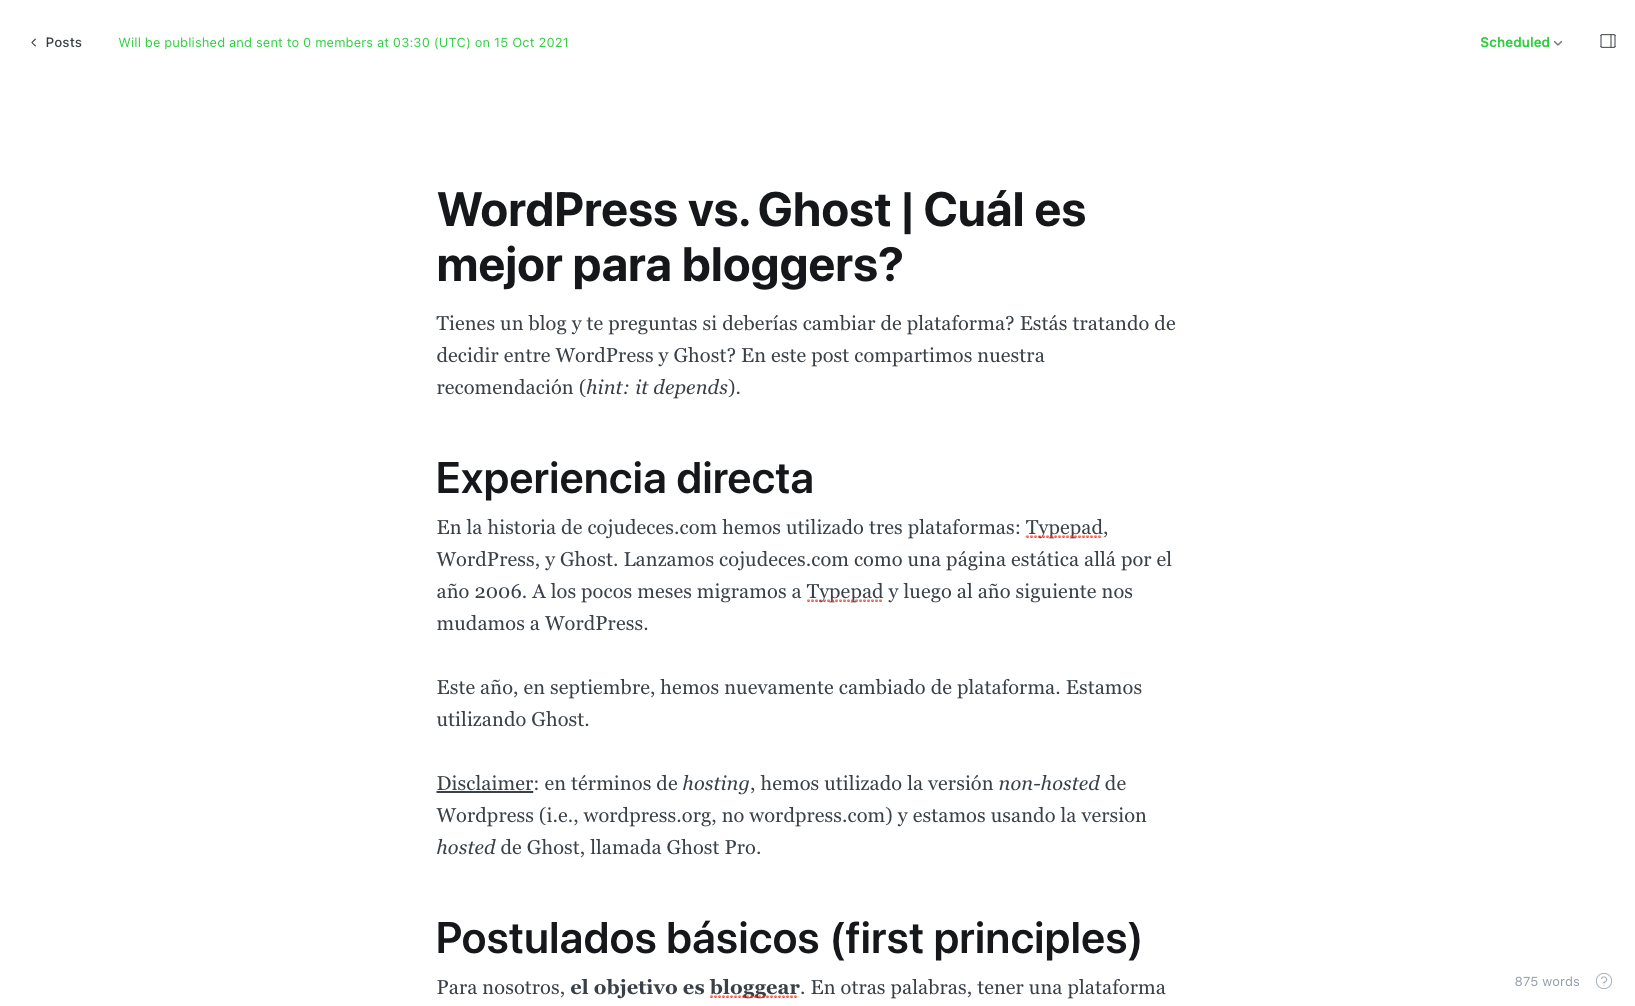 Posts
Will be published and sent to 0 members at 03:30 (UTC) on 15 Oct 2021
Scheduled
WordPress vs. Ghost | Cuál es
mejor para bloggers?
Tienes un blog y te preguntas si deberías cambiar de plataforma? Estás tratando de
decidir entre WordPress y Ghost? En este post compartimos nuestra
recomendación (hint: it depends).
Experiencia directa
En la historia de cojudeces.com hemos utilizado tres plataformas: Typepad,
WordPress, y Ghost. Lanzamos cojudeces.com como una página estática allá por el
año 2006. A los pocos meses migramos a Typepad y luego al año siguiente nos
mudamos a WordPress.
Este año, en septiembre, hemos nuevamente cambiado de plataforma. Estamos
utilizando Ghost.
Disclaimer: en términos de hosting, hemos utilizado la versión non-hosted de
Wordpress (i.e., wordpress.org, no wordpress.com) y estamos usando la version
hosted de Ghost, llamada Ghost Pro.
Postulados básicos (first principles)
Para nosotros, el objetivo es bloggear. En otras palabras, tener una plataforma
875 words
?